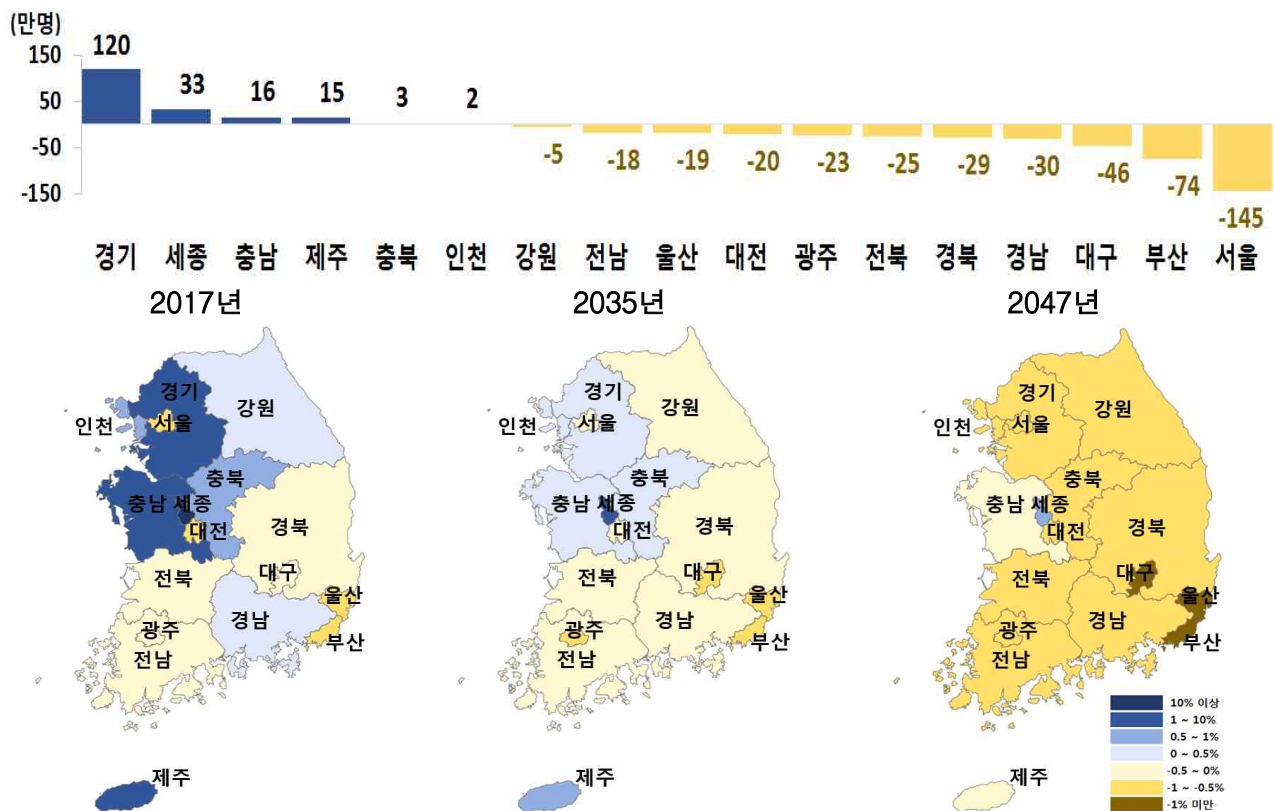 (만명)
150
50
-50
-150
120 33 16 15 3 2 -5 -18 -19 -20 -23 -25 -29 -30 -46 -74 -145
경기 세종 충남 제주 충북 인천 강원 전남 울산 대전 광주 전북 경북 경남 대구 부산 서울
2017년 2035년 2047년
경기
강원
인천
서울
충북
충남 세종
대전
경북
전북
대구
울산
경남
광주
부산
전남
제주
경기
강원
인천
서울
충북
충남 세종
대전
경북
전북
대구
울산
경남
광주
부산
전남
제주
경기
강원
인천
서울
충북
충남 세종
대전
경북
전북
대구
울산
경남
광주
부산
전남
제주
10% 이상
1 ~ 10%
0.5 ~ 1%
0 ~ 0.5%
-0.5 ~ 0%
-1 ~ -0.5%
-1% 미만